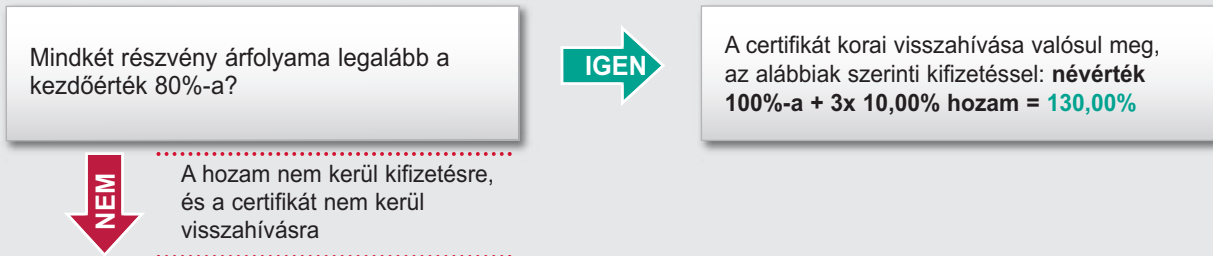 Mindkét részvény árfolyama legalább a
kezdőérték 80%-a?
IGEN
A certifikát korai visszahívása valósul meg,
az alábbiak szerinti kifizetéssel: névérték
100%-a + 3x 10,00% hozam = 130,00%
NEM
A hozam nem kerül kifizetésre,
és a certifikát nem kerül
visszahívásra